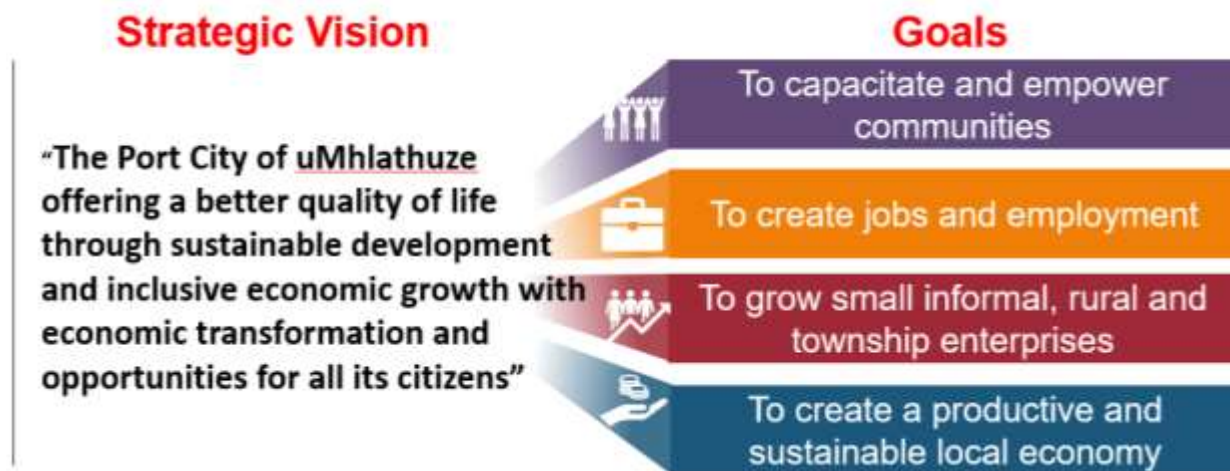 Strategic Vision
“The Port City of uMhlathuze
offering a better quality of life
through sustainable development
and inclusive economic growth with
economic transformation and
opportunities for all its citizens”
Goals
To capacitate and empower
communities
To create jobs and employment
To grow small informal, rural and
township enterprises
To create a productive and
sustainable local economy